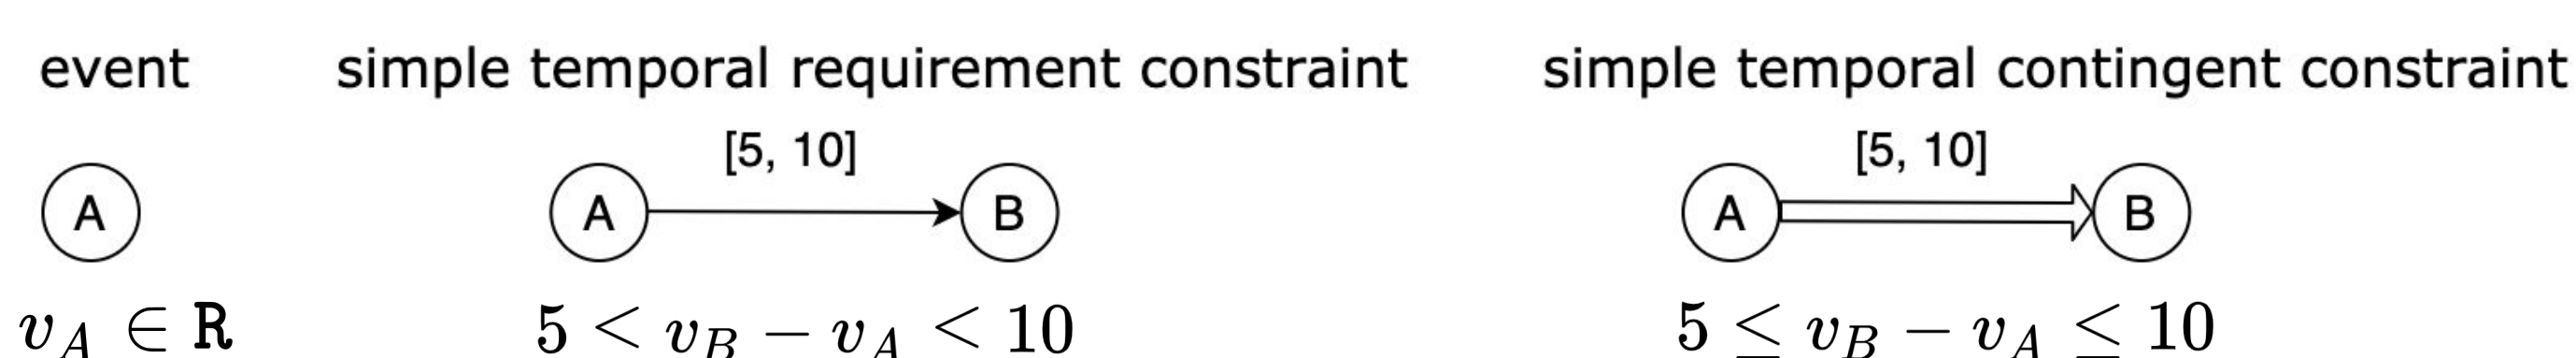 event simple temporal requirement constraint simple temporal contingent constraint
[5, 10] [5, 10]
A A B A B
v_A ∈ R 5 < v_B − v_A < 10 5 ≤ v_B − v_A ≤ 10